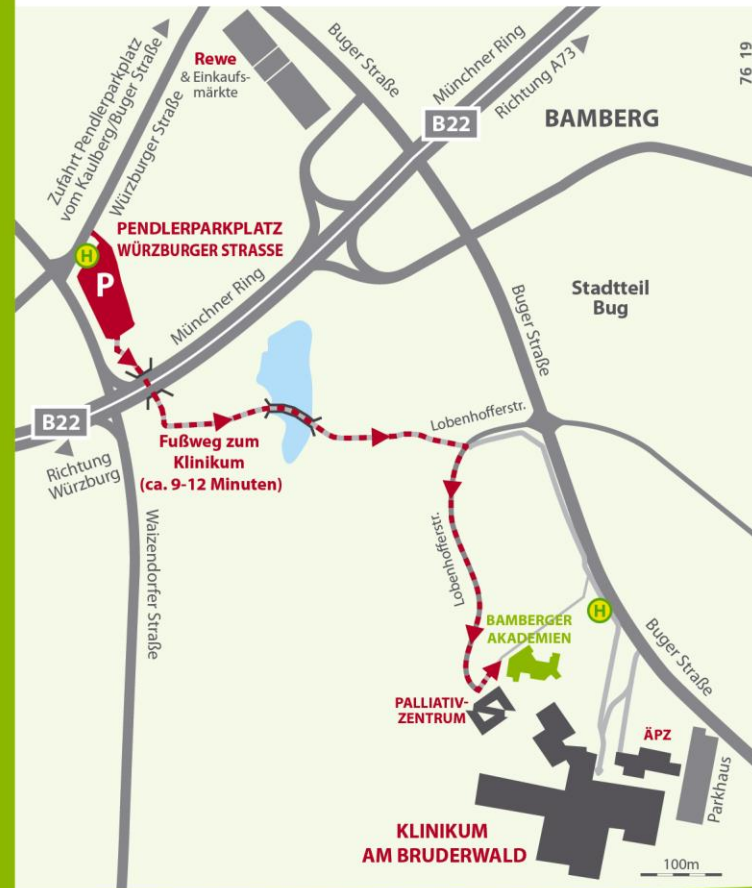 Zufahrt Pendlerparkplatz
vom Kaulberg/Buger Straße
Würzburger Straße
Rewe
& Einkaufs-
märkte
Buger Straße
Münchner Ring
Richtung A73
76 19
B22
BAMBERG
PENDLERPARKPLATZ
WÜRZBURGER STRASSE
H
P
Münchner Ring
Stadtteil
Bug
Buger Straße
B22
Richtung
Würzburg
Fußweg zum
Klinikum
(ca. 9-12 Minuten)
Lobenhofferstr.
Waizendorfer Straße
Lobenhofferstr.
H
BAMBERGER
AKADEMIEN
Buger Straße
PALLIATIV-
ZENTRUM
ÄPZ
Parkhaus
KLINIKUM
AM BRUDERWALD
100m